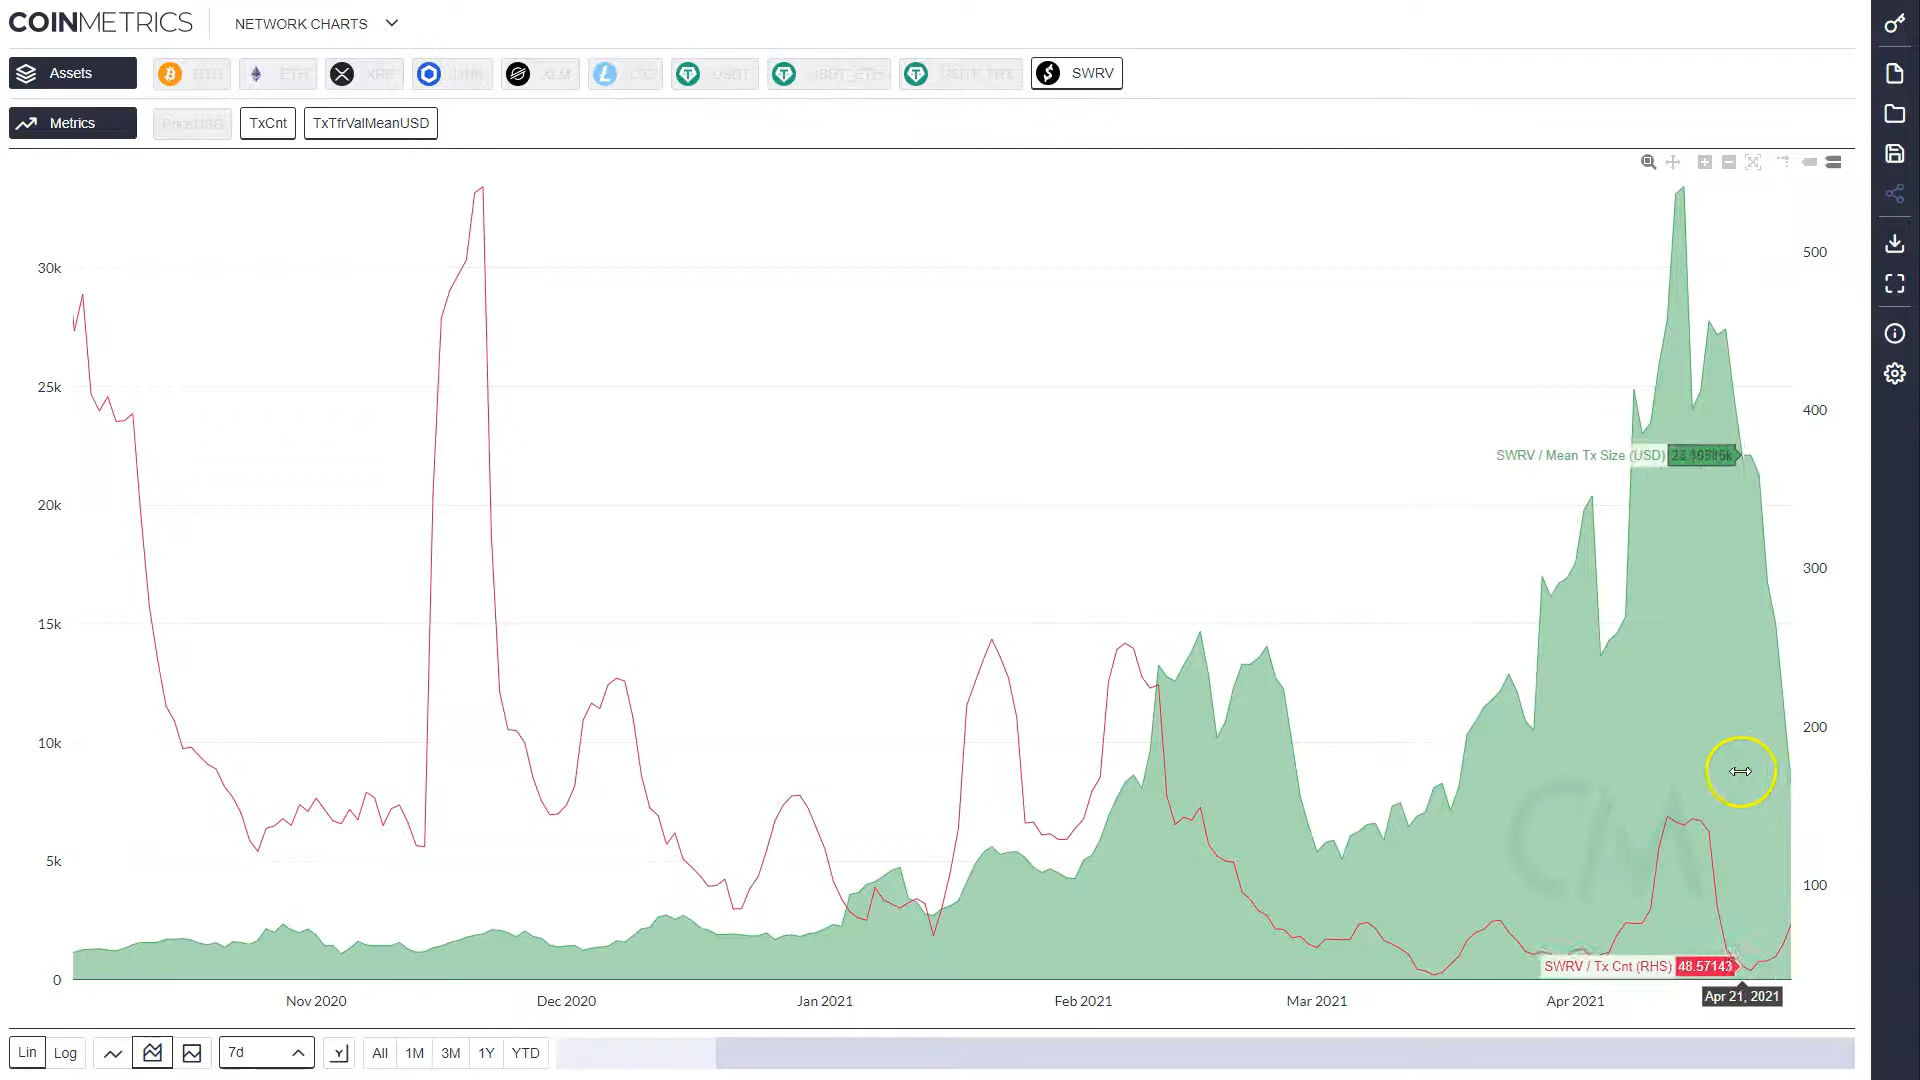 COINMETRICS NETWORK CHARTS
Assets SWRV
Metrics TxCnt TxTfrValMeanUSD
30k 500
25k 400
SWRV / Mean Tx Size (USD)
20k
300
15k
10k 200
5k 100
SWRV / Tx Cnt (RHS) 48.57143
0
Nov 2020 Dec 2020 Jan 2021 Feb 2021 Mar 2021 Apr 2021 Apr 21, 2021
CM
Lin Log 7d All 1M 3M 1Y YTD